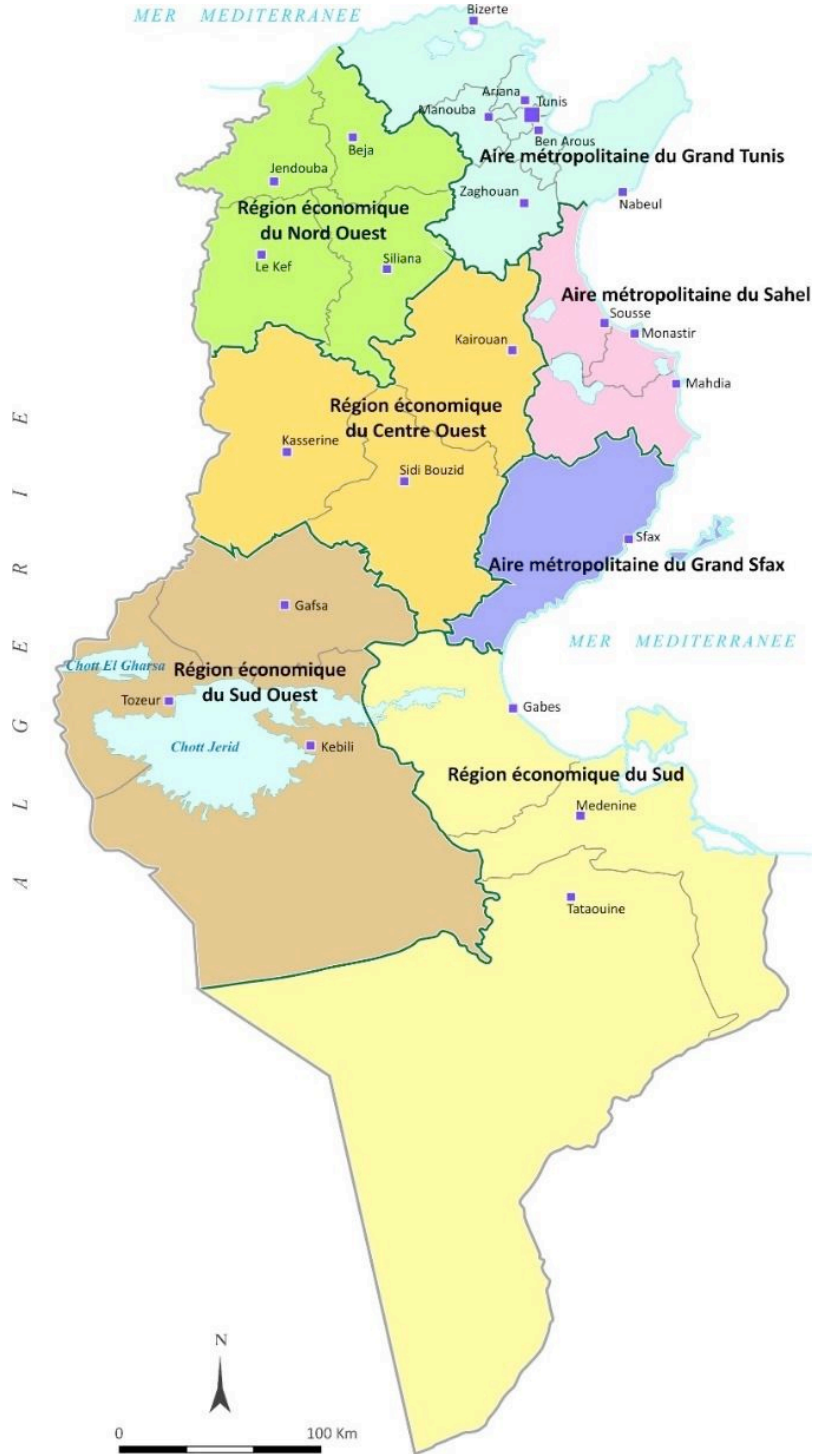 MER MEDITERRANEE
Bizerte
Ariana
Tunis
Manouba
Ben Arous
Aire métropolitaine du Grand Tunis
Beja
Jendouba
Zaghouan
Nabeul
Région économique
du Nord Ouest
Le Kef
Siliana
Aire métropolitaine du Sahel
Sousse
Monastir
Kairouan
Mahdia
Région économique
du Centre Ouest
Kasserine
Sidi Bouzid
Sfax
Aire métropolitaine du Grand Sfax
Gafsa
MER MEDITERRANEE
Chott El Gharsa
Région économique
du Sud Ouest
Tozeur
Gabes
Chott Jerid
Kebili
Région économique du Sud
Medenine
Tataouine
ALGERIE
N
0 100 Km